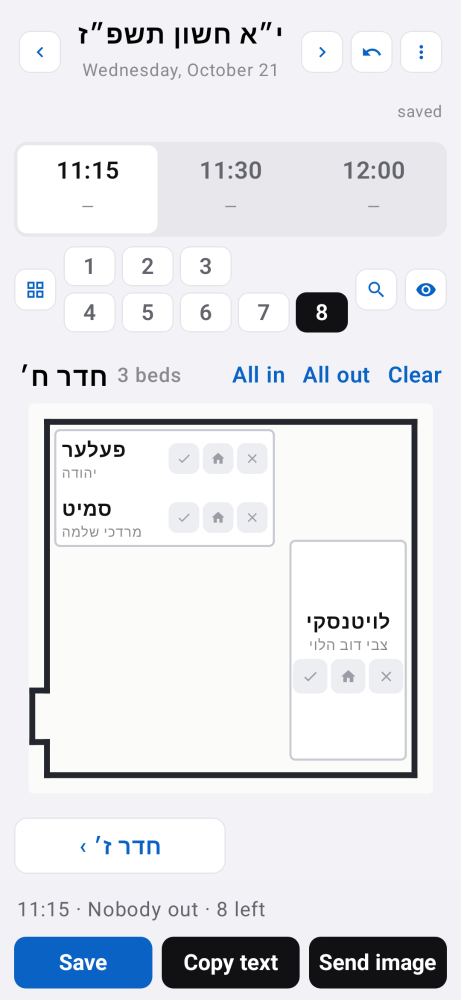 י״א חשון תשפ״ז
Wednesday, October 21
saved
11:15 11:30 12:00
– – –
1 2 3
4 5 6 7 8
חדר ח׳ 3 beds All in All out Clear
פעלער
יהודה
סמיט
מרדכי שלמה
לויטנסקי
צבי דוב הלוי
חדר ז׳ ›
11:15 · Nobody out · 8 left
Save Copy text Send image